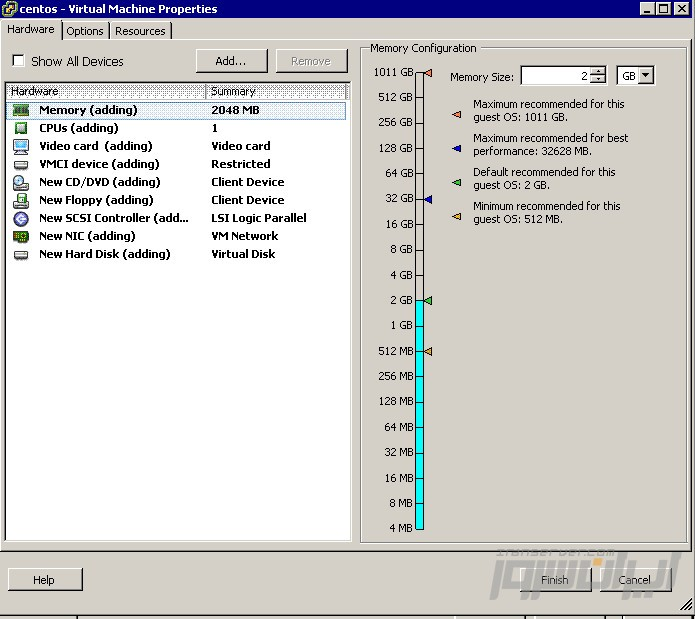 centos - Virtual Machine Properties
Hardware Options Resources
Show All Devices
Add...
Remove
Hardware Summary
Memory (adding) 2048 MB
CPUs (adding) 1
Video card (adding) Video card
VMCI device (adding) Restricted
New CD/DVD (adding) Client Device
New Floppy (adding) Client Device
New SCSI Controller (add... LSI Logic Parallel
New NIC (adding) VM Network
New Hard Disk (adding) Virtual Disk
Memory Configuration
1011 GB
512 GB
256 GB
128 GB
64 GB
32 GB
16 GB
8 GB
4 GB
2 GB
1 GB
512 MB
256 MB
128 MB
64 MB
32 MB
16 MB
8 MB
4 MB
Memory Size: 2 GB
Maximum recommended for this
guest OS: 1011 GB.
Maximum recommended for best
performance: 32628 MB.
Default recommended for this
guest OS: 2 GB.
Minimum recommended for this
guest OS: 512 MB.
Help
iranserver.com
ایران سرور
Finish
Cancel